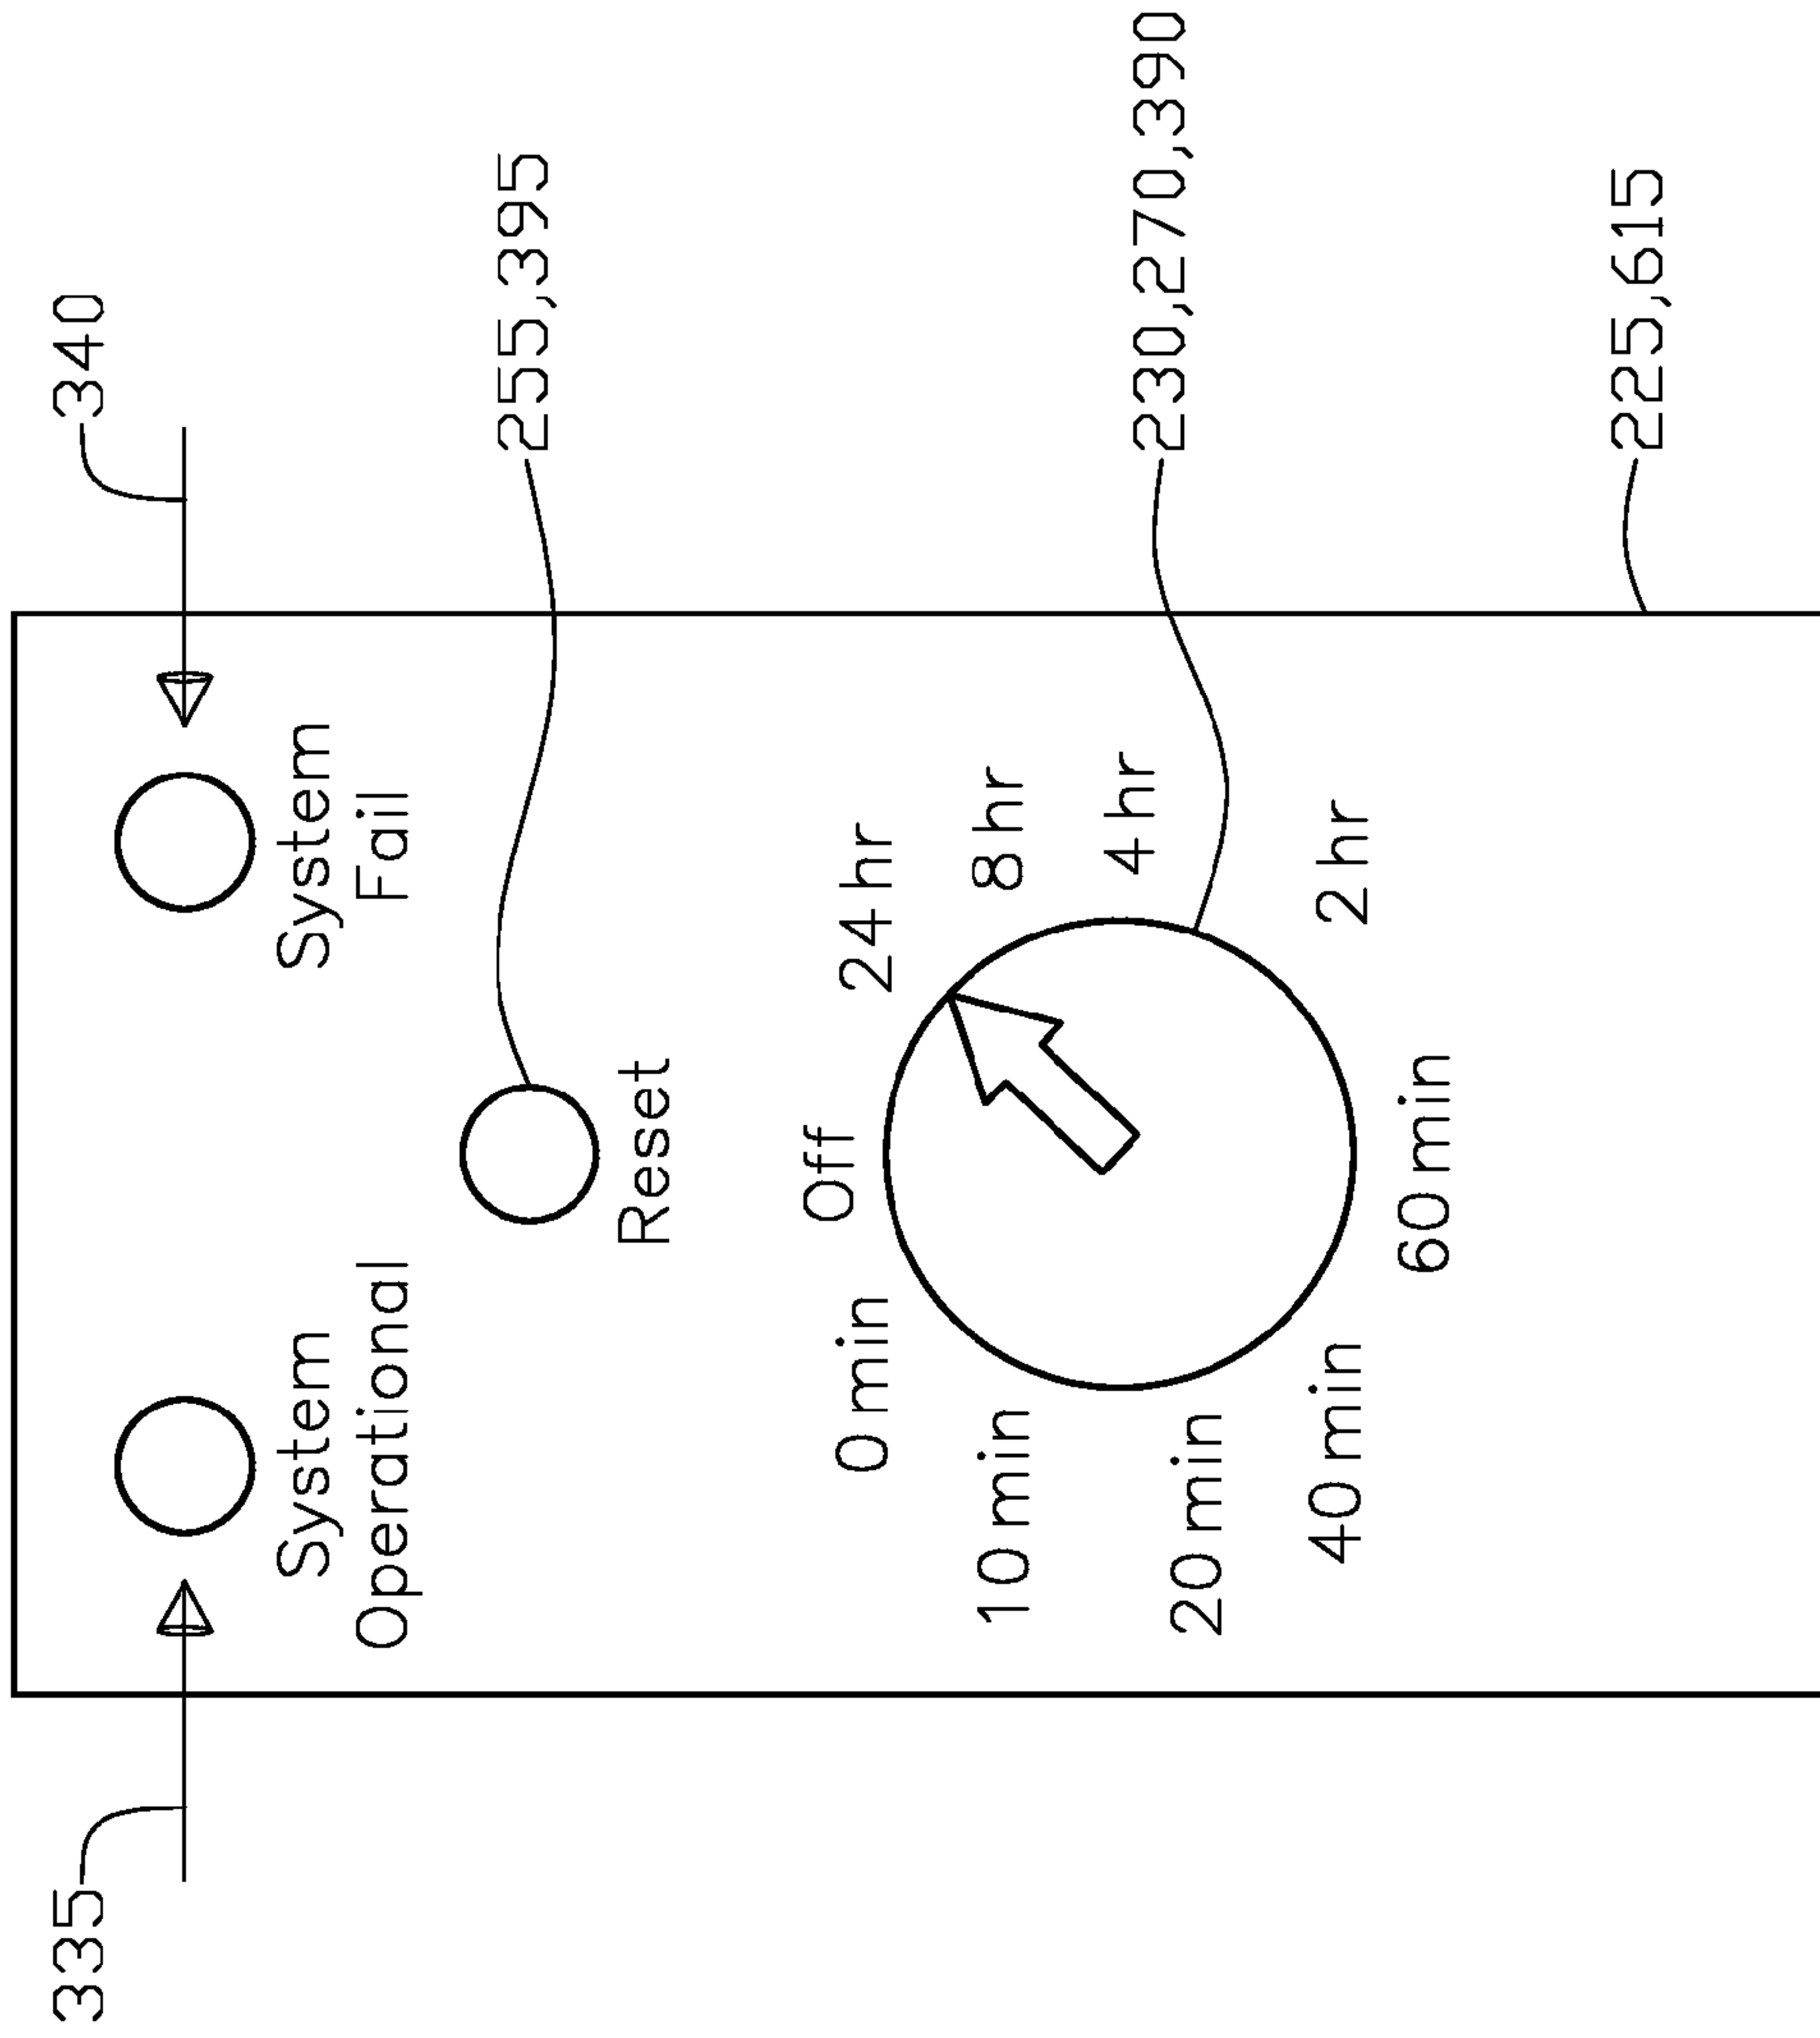 335
340
System
Operational
System
Fail
255,395
Reset
Off
0 min
24 hr
10 min
8 hr
230,270,390
4 hr
20 min
2 hr
40 min
60 min
225,615